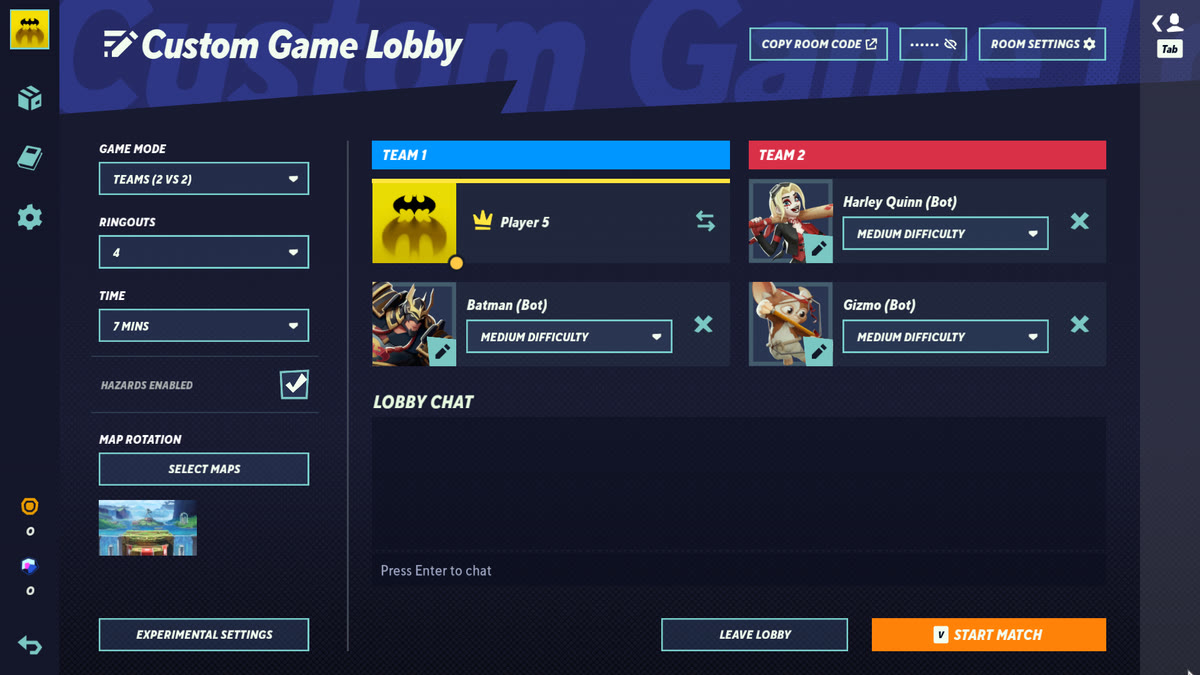 Custom Game Lobby
COPY ROOM CODE
ROOM SETTINGS
Tab
GAME MODE
TEAMS (2 VS 2)
RINGOUTS
4
TIME
7 MINS
HAZARDS ENABLED
MAP ROTATION
SELECT MAPS
EXPERIMENTAL SETTINGS
0
0
TEAM 1
Player 5
Batman (Bot)
MEDIUM DIFFICULTY
TEAM 2
Harley Quinn (Bot)
MEDIUM DIFFICULTY
Gizmo (Bot)
MEDIUM DIFFICULTY
LOBBY CHAT
Press Enter to chat
LEAVE LOBBY
V START MATCH